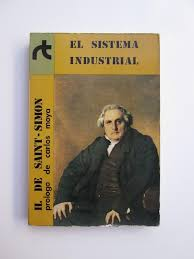 EL SISTEMA
INDUSTRIAL
H. DE SAINT-SIMON
prologo de carlos moya